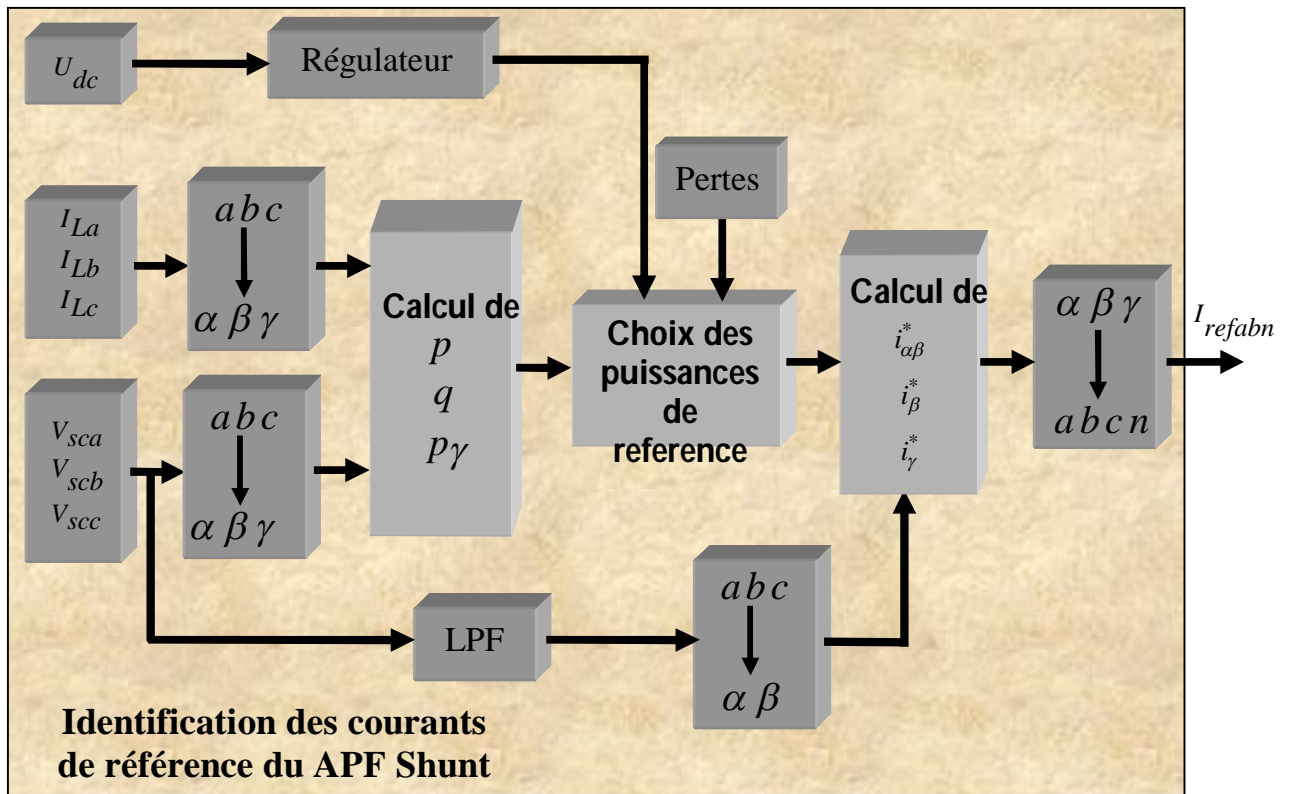 U_dc
Régulateur
Pertes
I_La
I_Lb
I_Lc
a b c
α β γ
Calcul de
p
q
pγ
Choix des
puissances
de
reference
Calcul de
i*_αβ
i*_β
i*_γ
α β γ
a b c n
I_refabn
V_sca
V_scb
V_scc
a b c
α β γ
LPF
a b c
α β
Identification des courants
de référence du APF Shunt